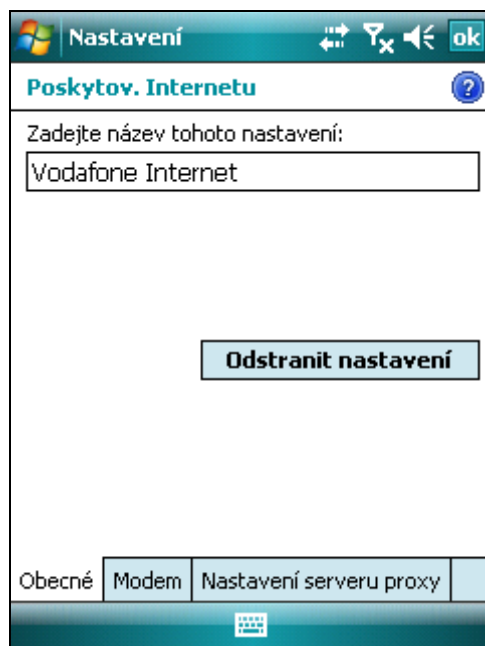 Nastavení
ok
Poskytov. Internetu
?
Zadejte název tohoto nastavení:
Vodafone Internet
Odstranit nastavení
Obecné Modem Nastavení serveru proxy